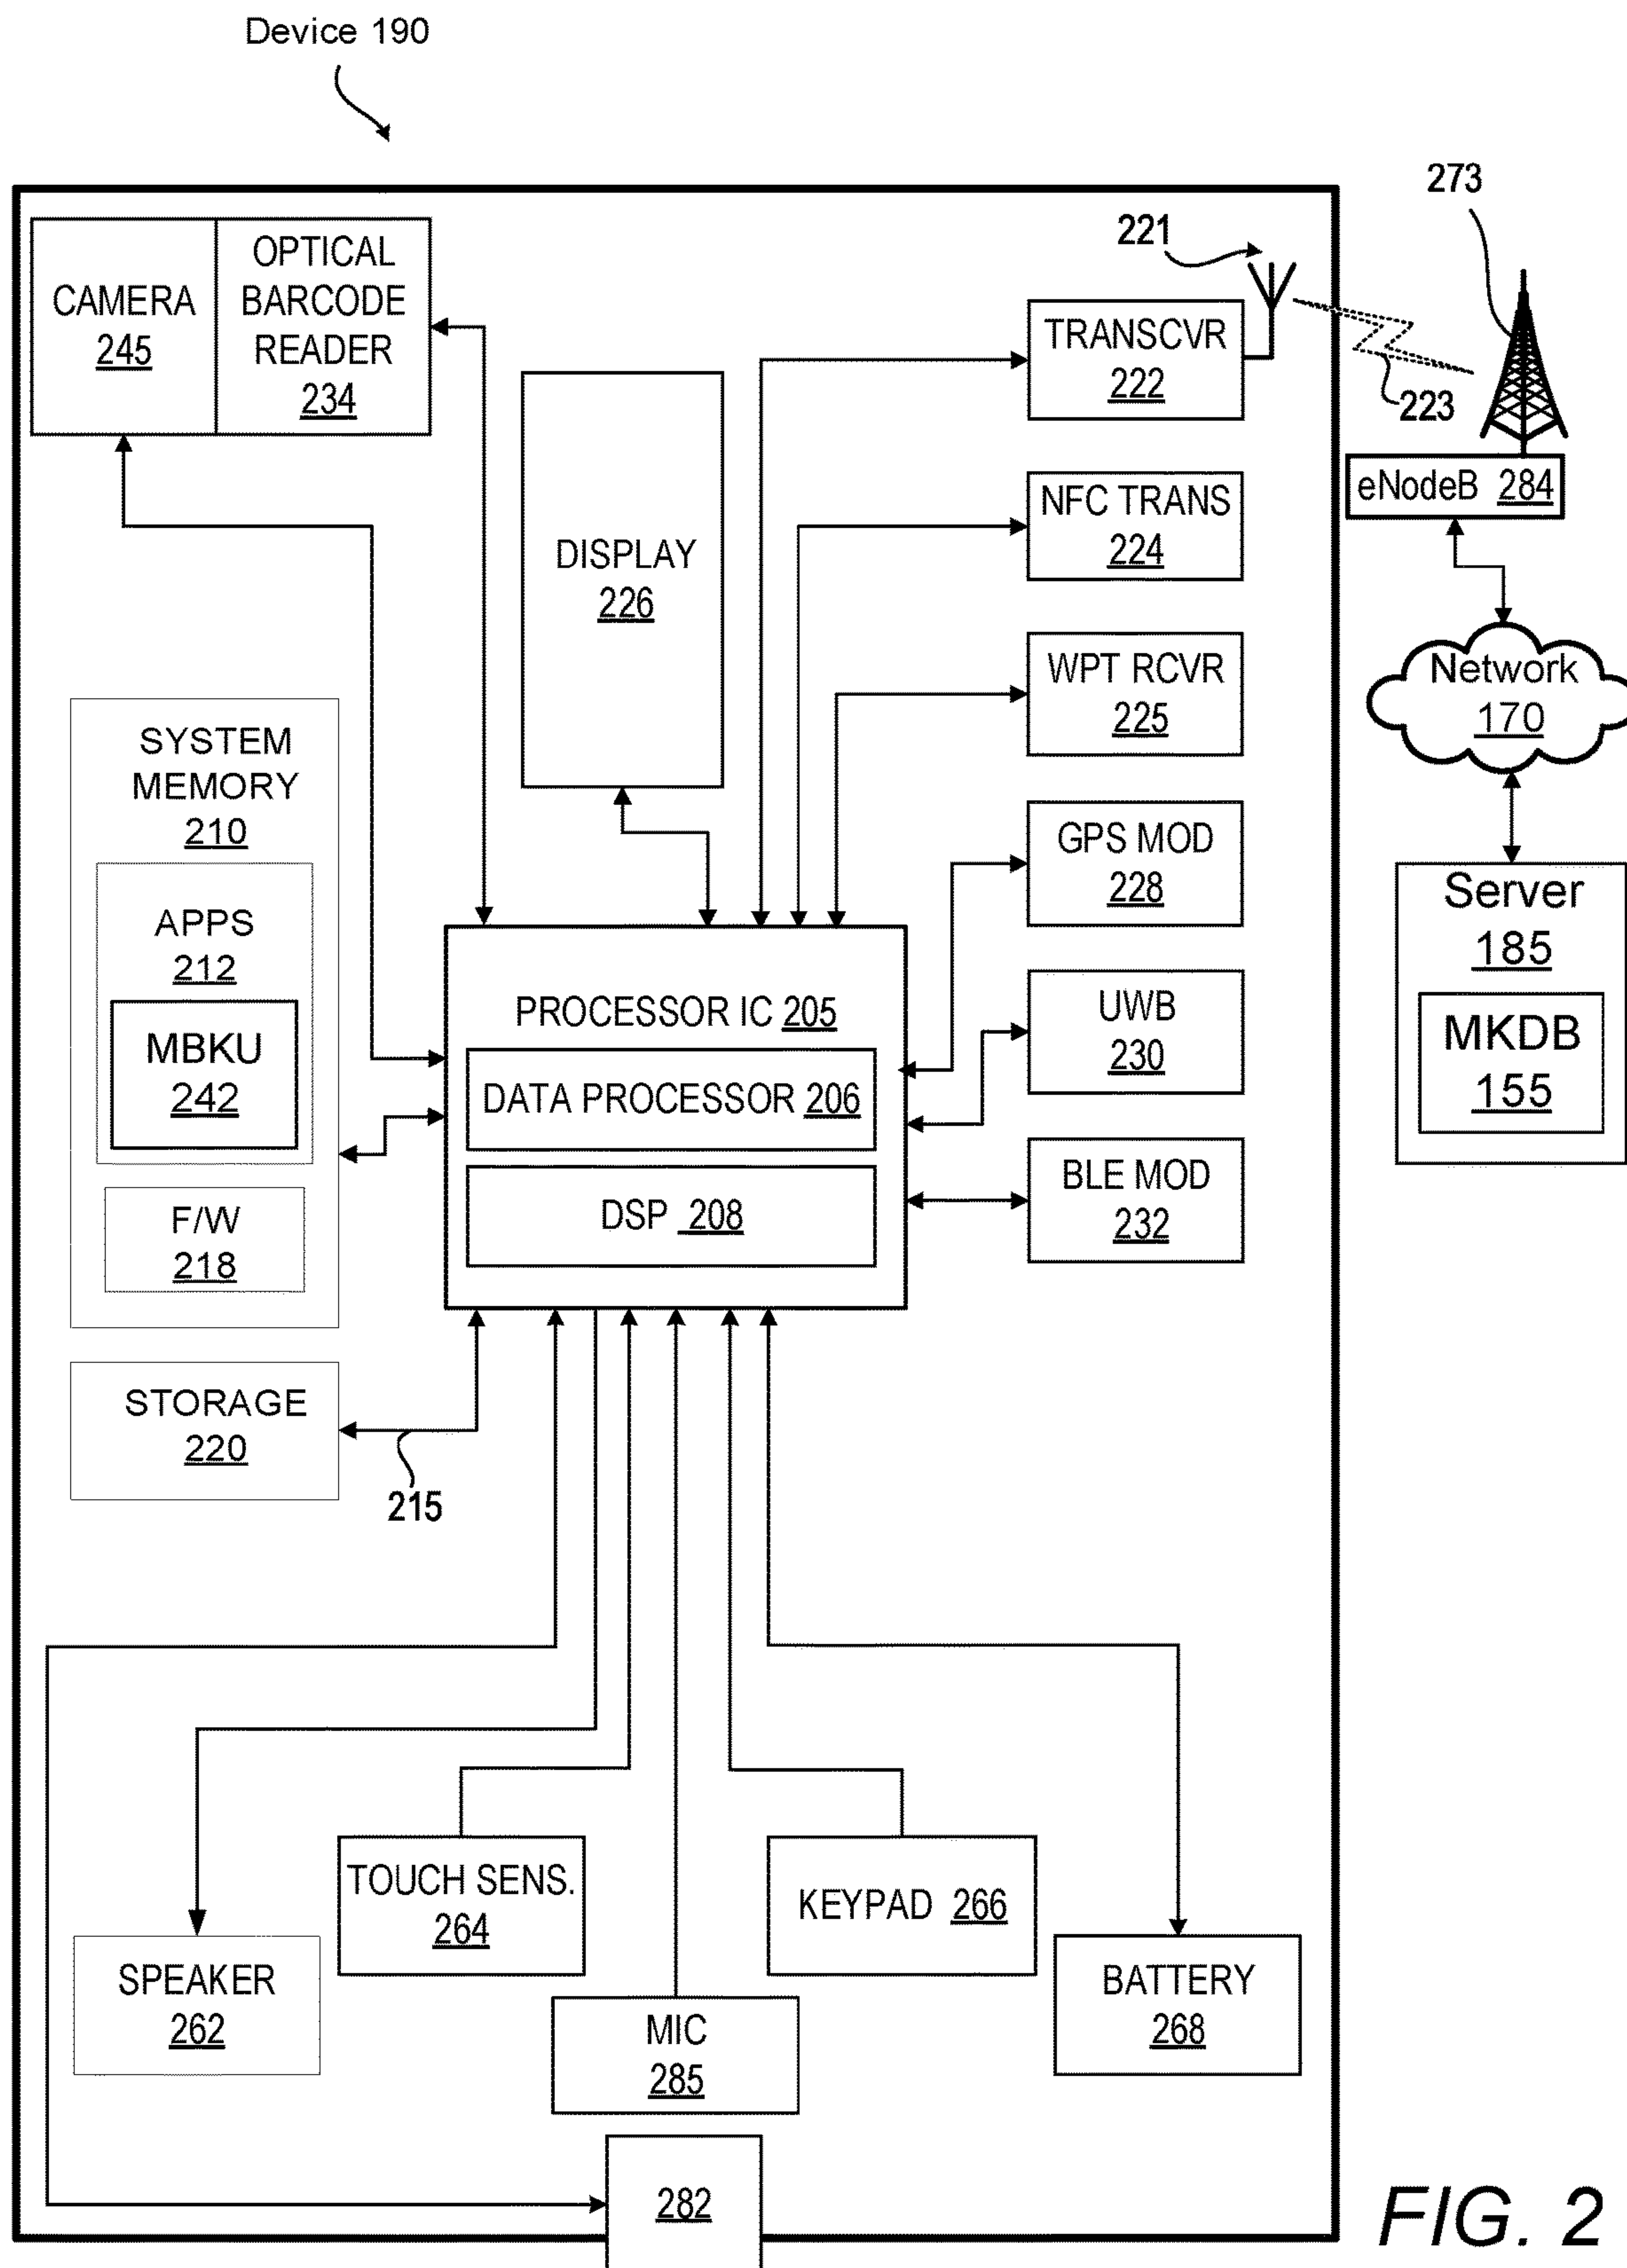 Device 190
273
221
CAMERA
245
OPTICAL
BARCODE
READER
234
TRANSCVR
222
223
eNodeB 284
NFC TRANS
224
DISPLAY
226
WPT RCVR
225
Network
170
SYSTEM
MEMORY
210
GPS MOD
228
Server
185
APPS
212
MKDB
155
MBKU
242
PROCESSOR IC 205
DATA PROCESSOR 206
DSP 208
UWB
230
BLE MOD
232
F/W
218
STORAGE
220
215
TOUCH SENS.
264
KEYPAD 266
SPEAKER
262
MIC
285
BATTERY
268
282
FIG. 2